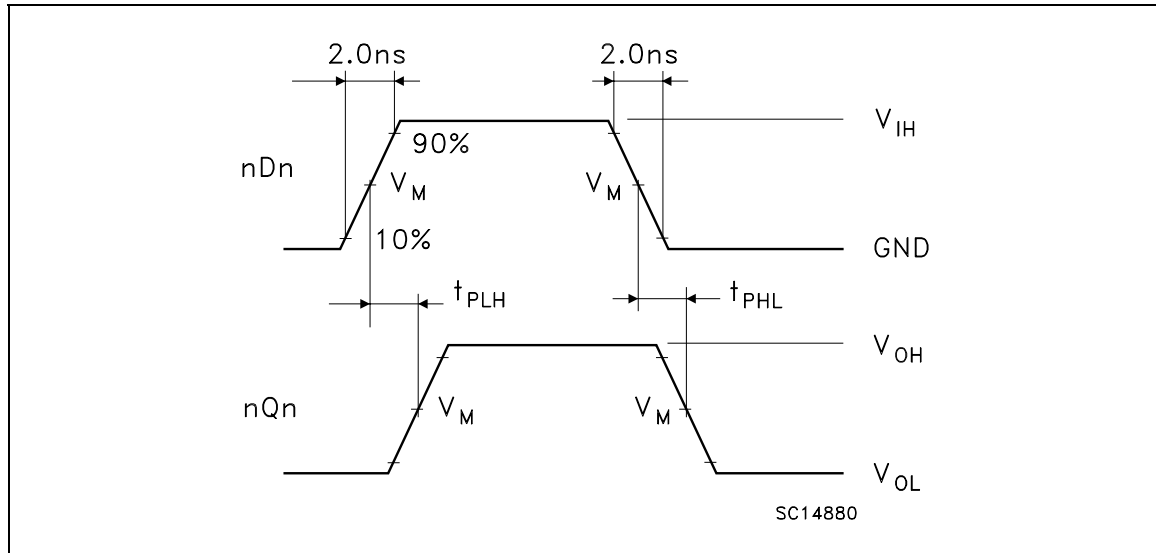 2.0ns 2.0ns
V_IH
90%
nDn V_M V_M
10% GND
t_PLH t_PHL
V_OH
nQn V_M V_M
V_OL
SC14880